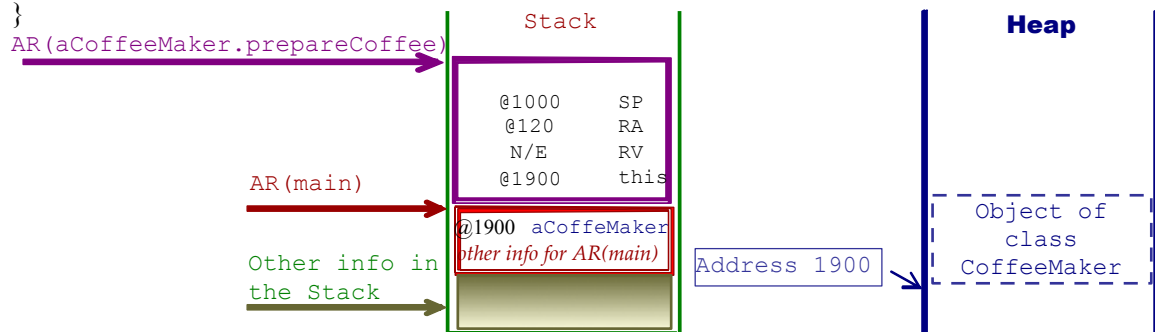 }
AR(aCoffeeMaker.prepareCoffee)
Stack
Heap
@1000 SP
@120 RA
N/E RV
@1900 this
AR(main)
@1900 aCoffeMaker
other info for AR(main)
Other info in
the Stack
Address 1900
Object of
class
CoffeeMaker